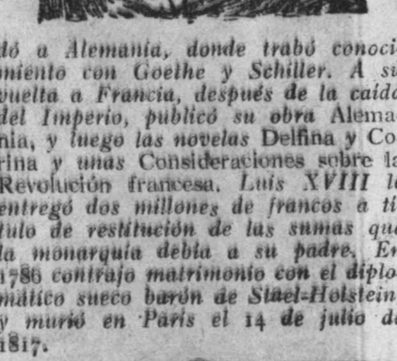 dó a Alemania, donde trabó conoci
miento con Goethe y Schiller. A su
vuelta a Francia, después de la caída
del Imperio, publicó su obra Alema
nia, y luego las novelas Delfina y Co
rina y unas Consideraciones sobre la
Revolución francesa. Luis XVIII le
entregó dos millones de francos a tí
tulo de restitución de las sumas que
la monarquía debía a su padre. En
1786 contrajo matrimonio con el diplo
mático sueco barón de Stael-Holstein
y murió en París el 14 de julio de
1817.